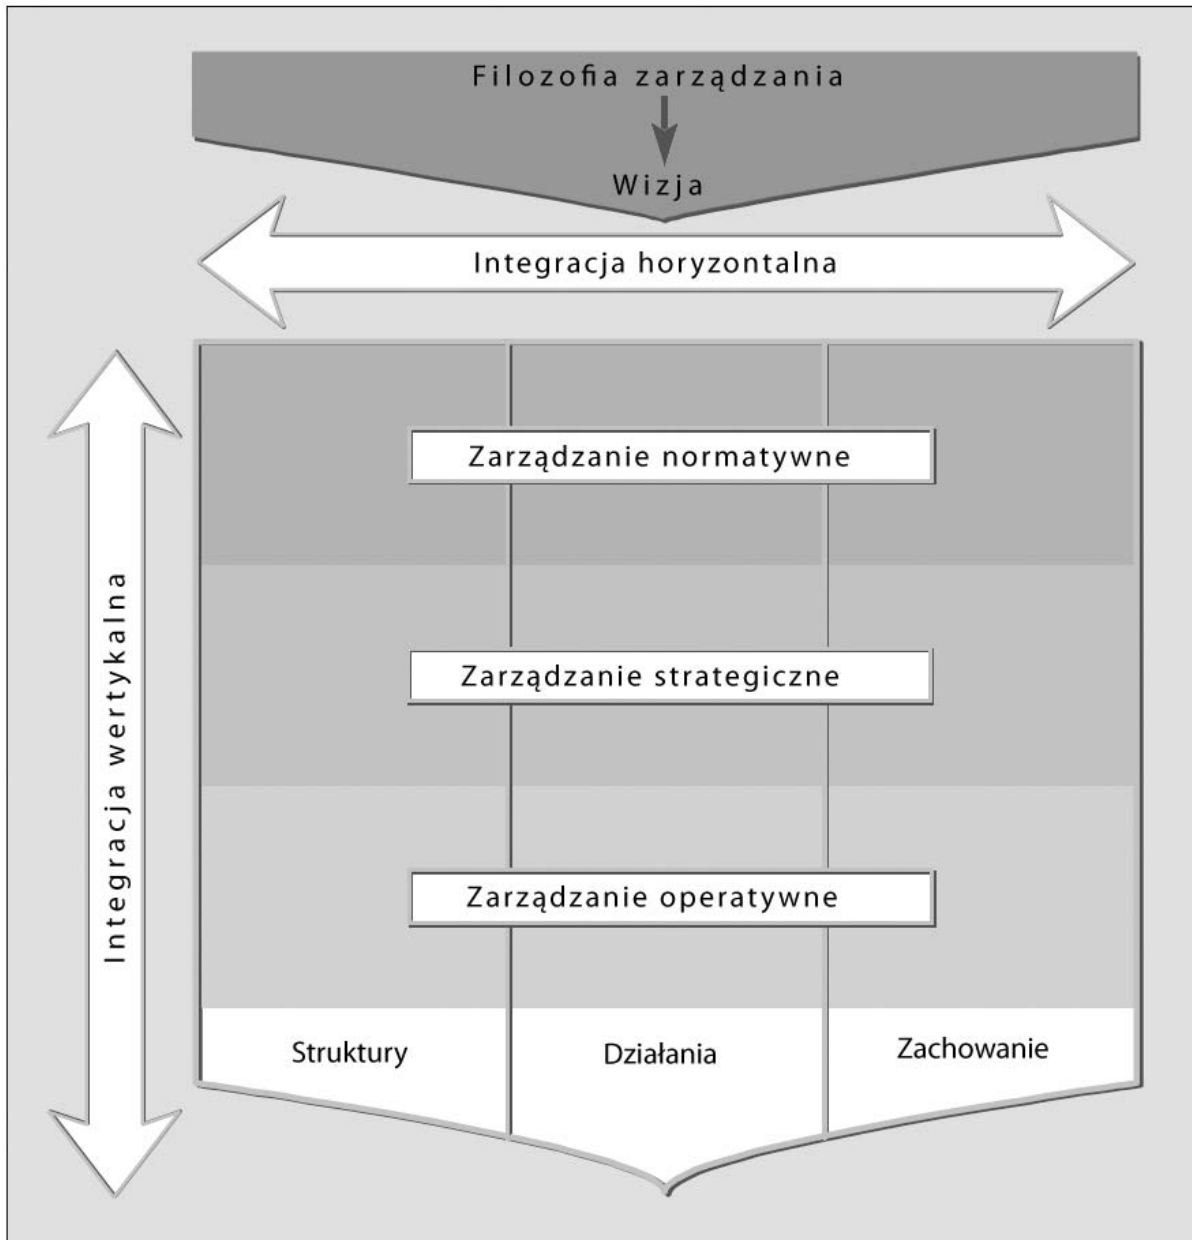 Filozofia zarządzania
Wizja
Integracja horyzontalna
Integracja wertykalna
Zarządzanie normatywne
Zarządzanie strategiczne
Zarządzanie operatywne
Struktury
Działania
Zachowanie